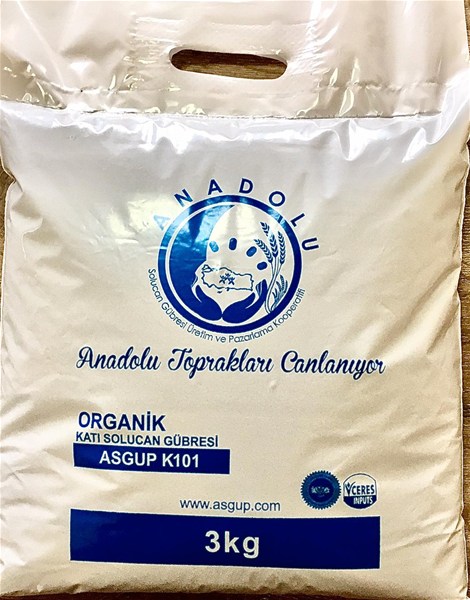 ANADOLU
Solucan Gübresi Üretim ve Pazarlama Kooperatifi
Anadolu Toprakları Canlanıyor
ORGANİK
KATI SOLUCAN GÜBRESİ
ASGUP K101
www.asgup.com
CERES
INPUTS
3kg